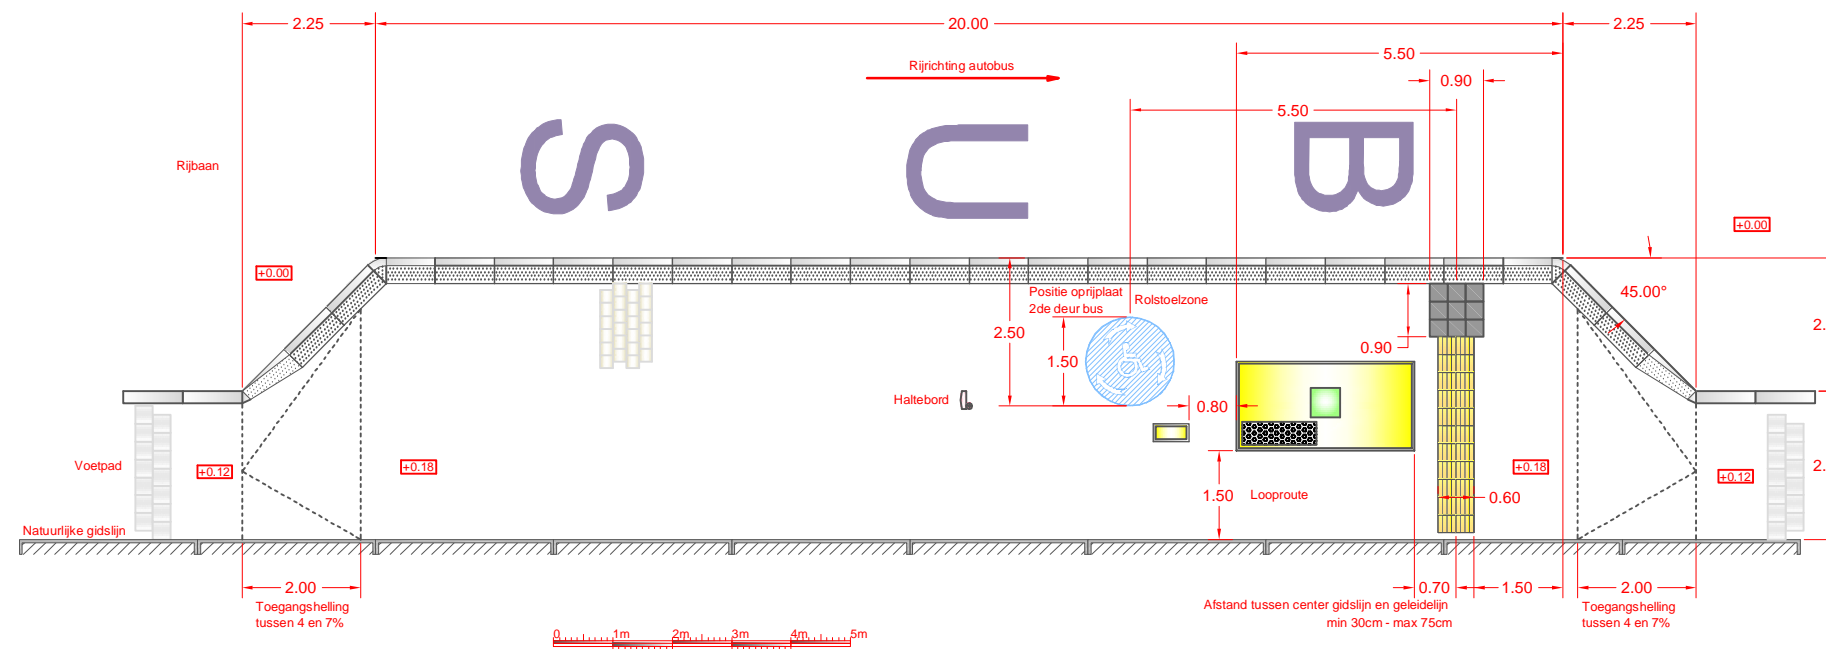 2.25
20.00
2.25
5.50
Rijrichting autobus
0.90
5.50
BUS
Rijbaan
+0.00
+0.00
45.00°
Positie oprijplaat
2de deur bus
Rolstoelzone
2.50
1.50
0.90
2.
Haltebord
0.80
Voetpad
+0.12
+0.18
+0.18
+0.12
2.
1.50
Looproute
0.60
Natuurlijke gidslijn
2.00
0.70
1.50
2.00
Toegangshelling
tussen 4 en 7%
Afstand tussen center gidslijn en geleidelijn
min 30cm - max 75cm
Toegangshelling
tussen 4 en 7%
0 1m 2m 3m 4m 5m